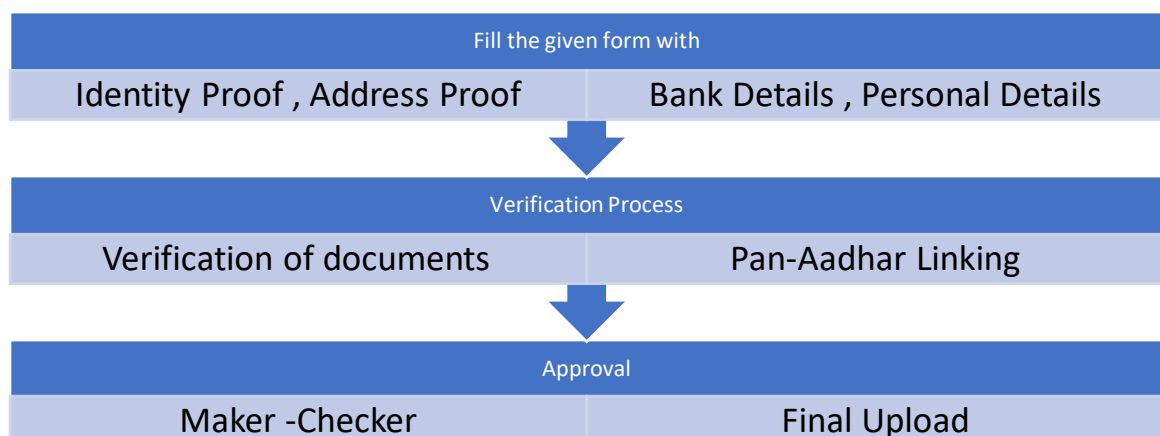 Fill the given form with
Identity Proof , Address Proof
Bank Details , Personal Details
Verification Process
Verification of documents
Pan-Aadhar Linking
Approval
Maker -Checker
Final Upload